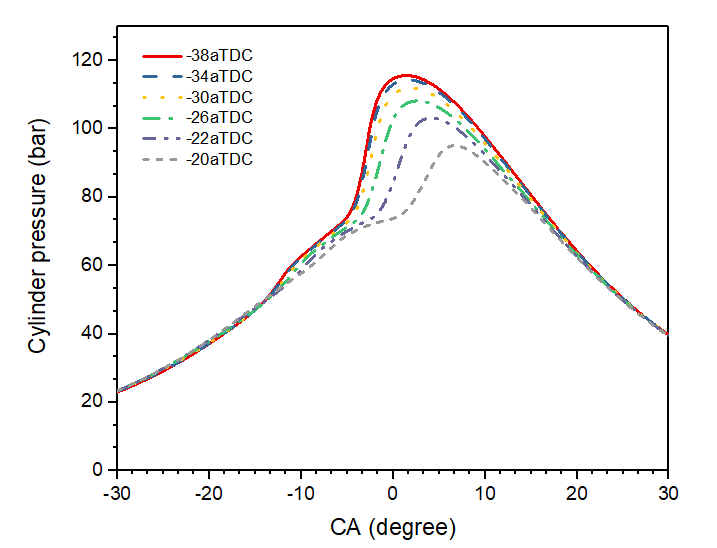 -38aTDC
-34aTDC
-30aTDC
-26aTDC
-22aTDC
-20aTDC
Cylinder pressure (bar)
120
100
80
60
40
20
0
-30 -20 -10 0 10 20 30
CA (degree)